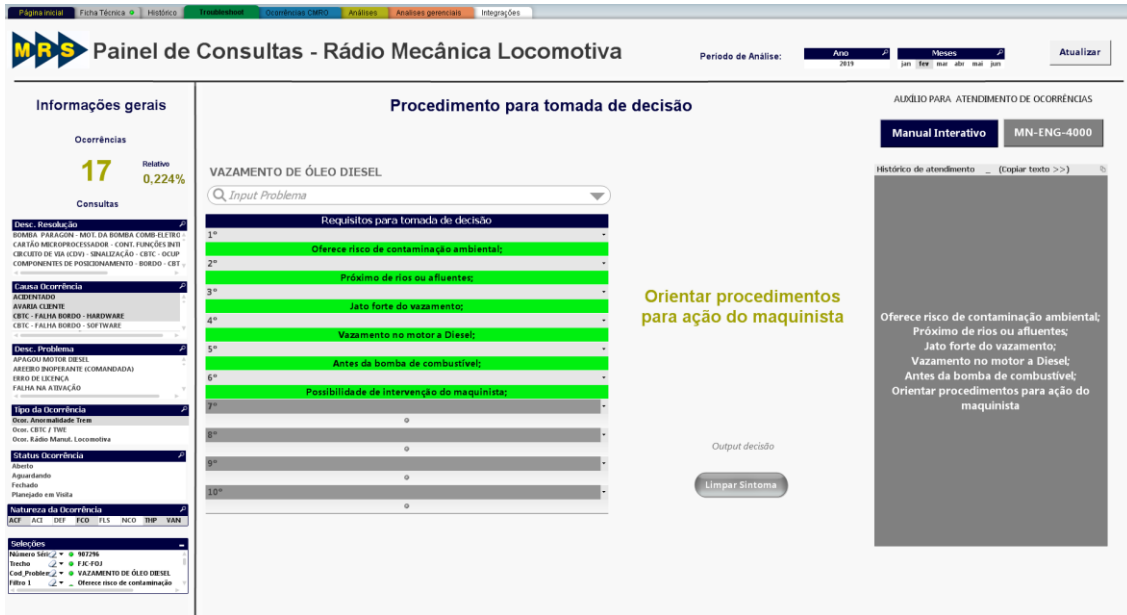 Página inicial Ficha Técnica Histórico Troubleshoot Ocorrências CMRO Análises Analises gerenciais Integrações
MRS Painel de Consultas - Rádio Mecânica Locomotiva
Período de Análise:
Ano
2019
Meses
jan fev mar abr mai jun
Atualizar
Informações gerais
Ocorrências
17
Relativo
0,224%
Consultas
Desc. Resolução
BOMBA PARAGON - MOT. DA BOMBA COMB-ELETRO
CARTÃO MICROPROCESSADOR - CONT. FUNÇÕES INTI
CIRCUITO DE VIA (CDV) - SINALIZAÇÃO - CBTC - OCUP
COMPONENTES DE POSICIONAMENTO - BORDO - CBT
Causa Ocorrência
ACIDENTADO
AVARIA CLIENTE
CBTC - FALHA BORDO - HARDWARE
CBTC - FALHA BORDO - SOFTWARE
Desc. Problema
APAGOU MOTOR DIESEL
AREEIRO INOPERANTE (COMANDADA)
ERRO DE LICENÇA
FALHA NA ATIVAÇÃO
Tipo da Ocorrência
Ocor. Anormalidade Trem
Ocor. CBTC / TWE
Ocor. Rádio Manut. Locomotiva
Status Ocorrência
Aberto
Aguardando
Fechado
Planejado em Visita
Natureza da Ocorrência
ACF ACI DEF FCO FLS NCO THP VAN
Seleções
Número Séri 907296
Trecho FJC-FOJ
Cod_Problem VAZAMENTO DE ÓLEO DIESEL
Filtro 1 Oferece risco de contaminação
Procedimento para tomada de decisão
VAZAMENTO DE ÓLEO DIESEL
Input Problema
Requisitos para tomada de decisão
1º
Oferece risco de contaminação ambiental;
2º
Próximo de rios ou afluentes;
3º
Jato forte do vazamento;
4º
Vazamento no motor a Diesel;
5º
Antes da bomba de combustível;
6º
Possibilidade de intervenção do maquinista;
7º
8º
9º
10º
Orientar procedimentos
para ação do maquinista
Output decisão
Limpar Sintoma
AUXÍLIO PARA ATENDIMENTO DE OCORRÊNCIAS
Manual Interativo
MN-ENG-4000
Histórico de atendimento _ (Copiar texto >>)
Oferece risco de contaminação ambiental;
Próximo de rios ou afluentes;
Jato forte do vazamento;
Vazamento no motor a Diesel;
Antes da bomba de combustível;
Orientar procedimentos para ação do
maquinista